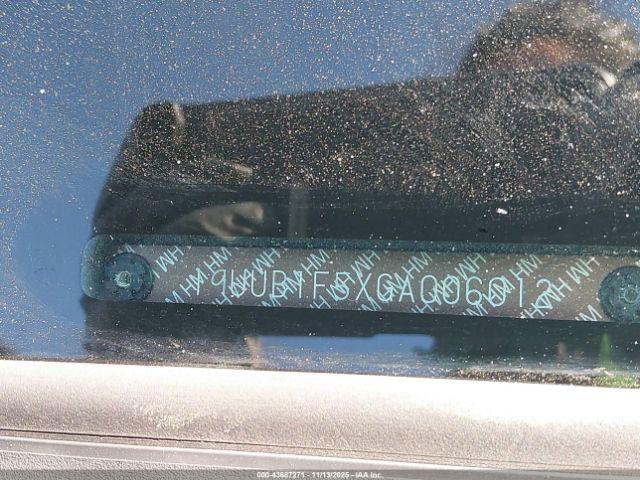 19UUB1F5XGA006012
000-43687271 - 11/13/2025 - IAA Inc.